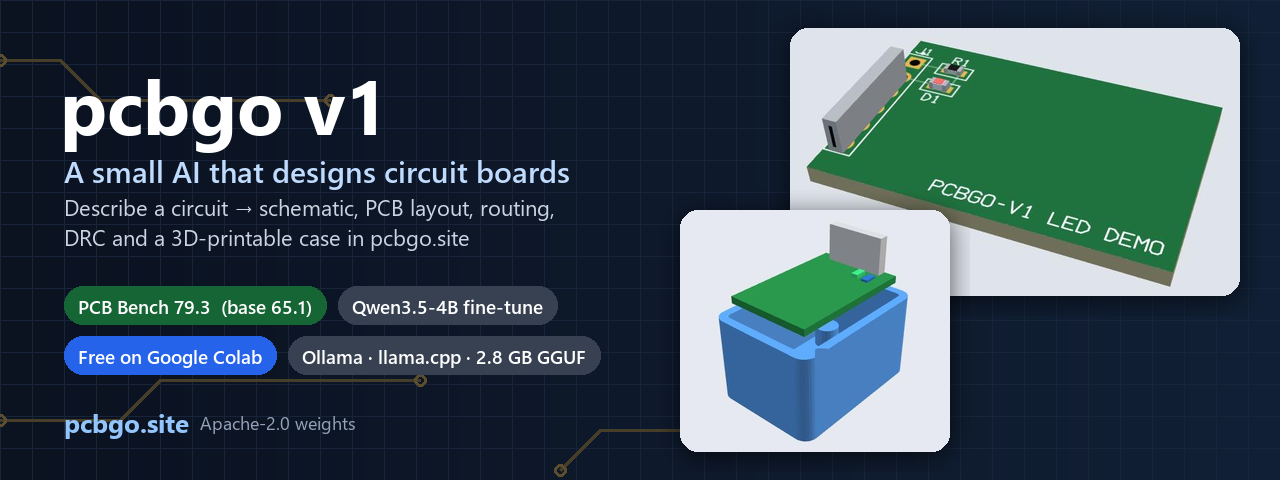 pcbgo v1
A small AI that designs circuit boards
Describe a circuit → schematic, PCB layout, routing,
DRC and a 3D-printable case in pcbgo.site
PCB Bench 79.3 (base 65.1)
Qwen3.5-4B fine-tune
Free on Google Colab
Ollama · llama.cpp · 2.8 GB GGUF
pcbgo.site
Apache-2.0 weights
J1
R1
D1
PCBGO-V1 LED DEMO